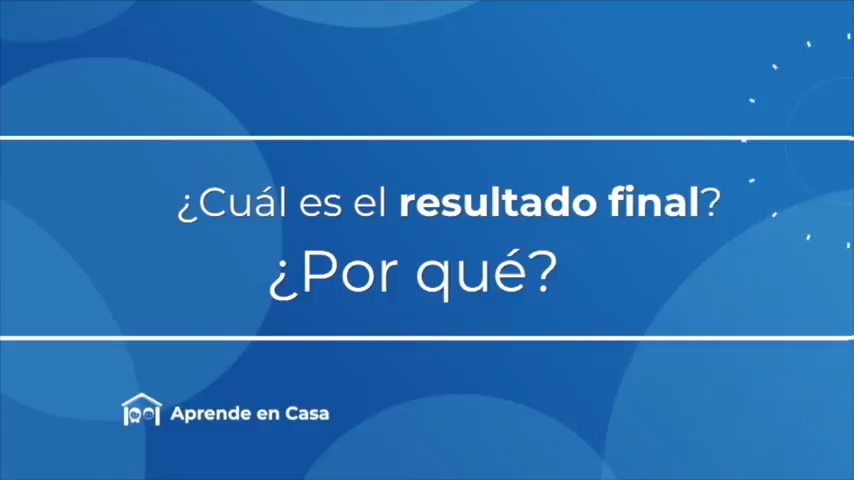 ¿Cuál es el resultado final?
¿Por qué?
Aprende en Casa